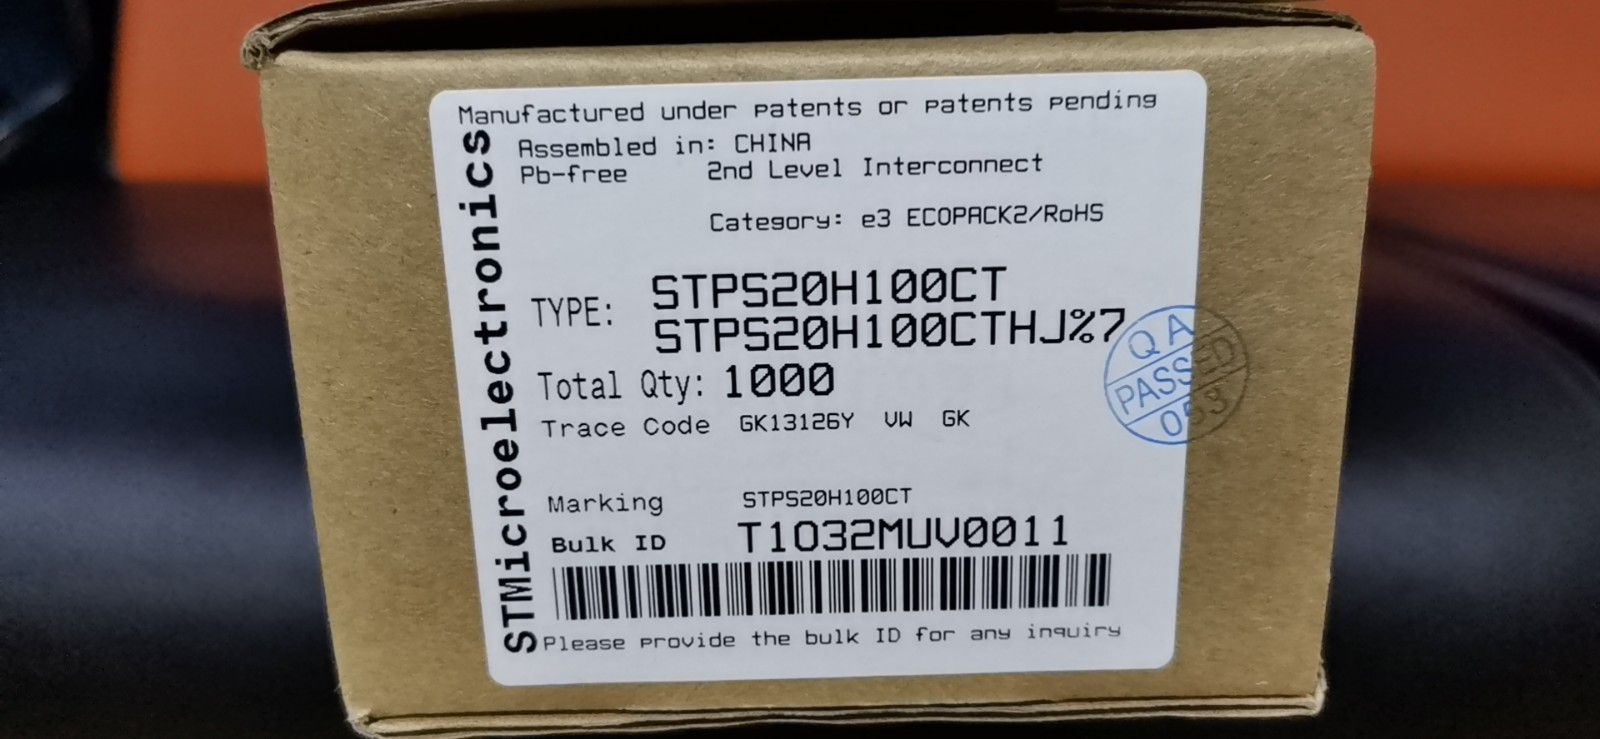 Manufactured under patents or patents pending
Assembled in: CHINA
Pb-free 2nd Level Interconnect
Category: e3 ECOPACK2/RoHS
TYPE: STPS20H100CT
STPS20H100CTHJ%7
Total Qty: 1000
Trace Code GK13126Y VW GK
Marking STPS20H100CT
Bulk ID T1032MUV0011
Please provide the bulk ID for any inquiry
STMicroelectronics
QA
PASSED
053